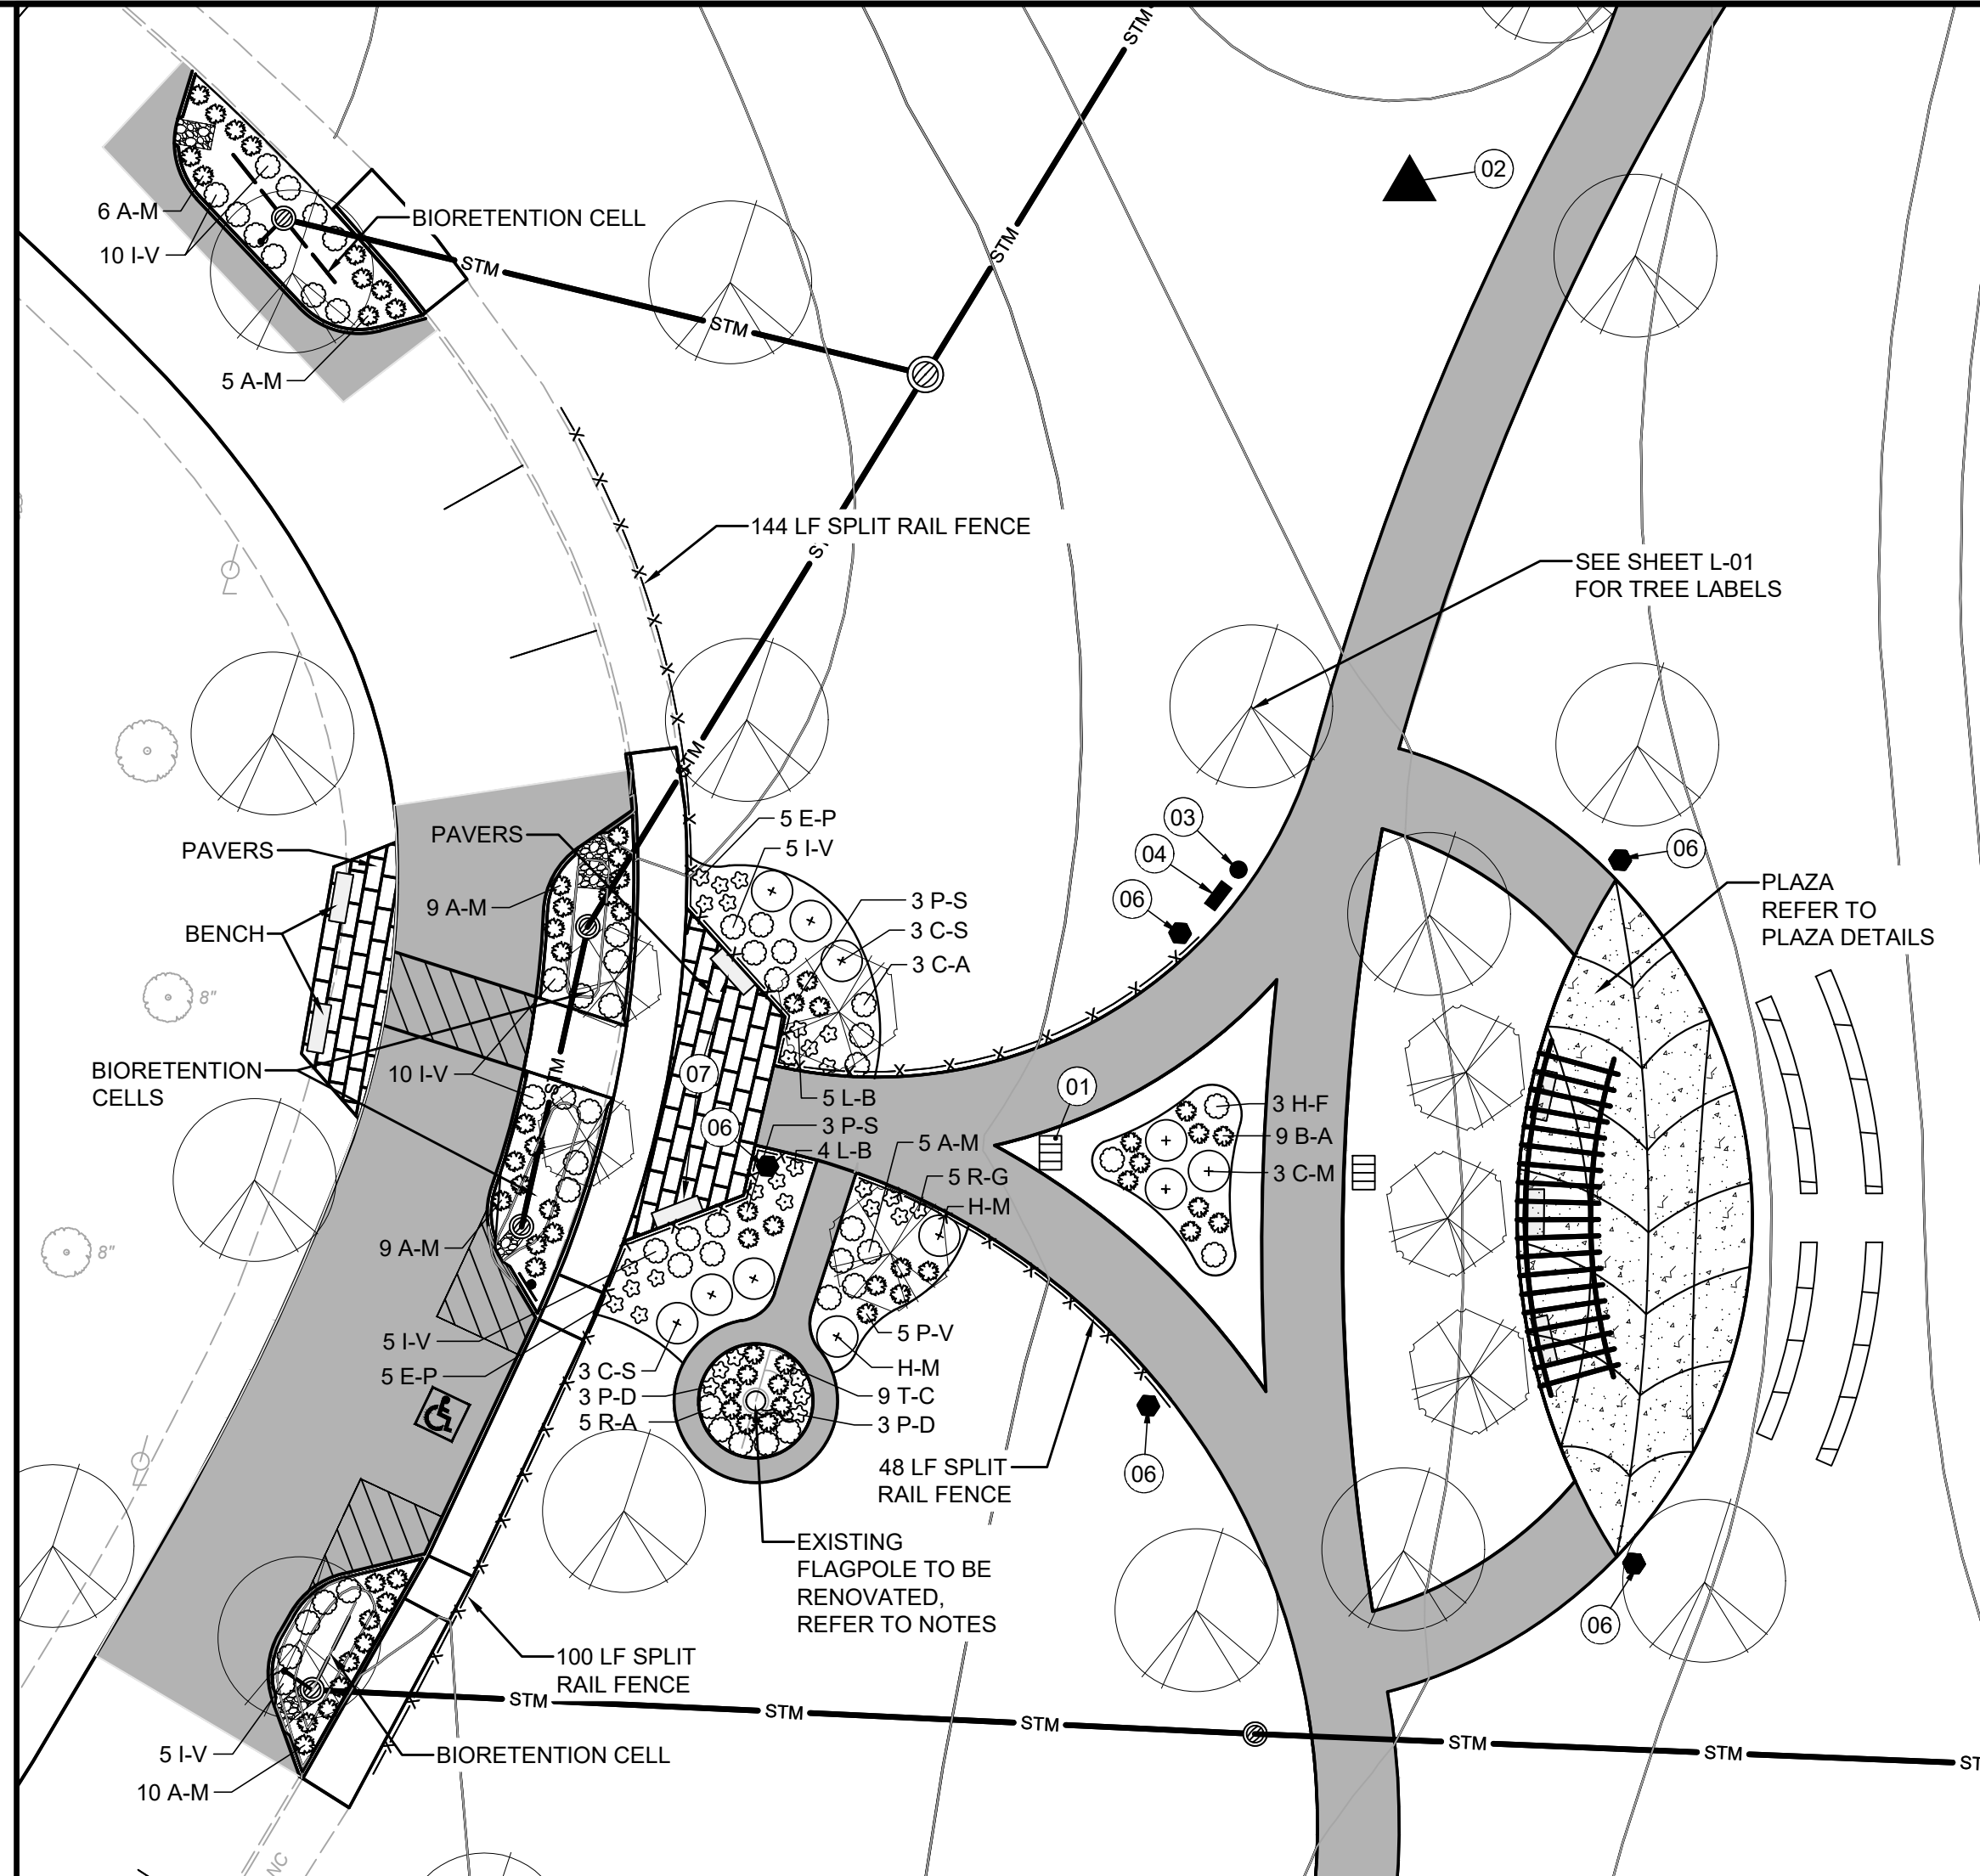 STM
02
6 A-M
BIORETENTION CELL
10 I-V
STM
STM
STM
5 A-M
144 LF SPLIT RAIL FENCE
SEE SHEET L-01
FOR TREE LABELS
STM
5 E-P
03
PAVERS
PAVERS
5 I-V
04
06
PLAZA
REFER TO
PLAZA DETAILS
9 A-M
3 P-S
06
BENCH
3 C-S
3 C-A
8"
BIORETENTION
CELLS
10 I-V
STM
07
01
5 L-B
3 H-F
06
3 P-S
9 B-A
4 L-B
5 A-M
5 R-G
3 C-M
H-M
9 A-M
8"
5 I-V
5 P-V
5 E-P
3 C-S
H-M
3 P-D
9 T-C
5 R-A
3 P-D
48 LF SPLIT
RAIL FENCE
06
EXISTING
FLAGPOLE TO BE
RENOVATED,
REFER TO NOTES
06
100 LF SPLIT
RAIL FENCE
STM
STM
STM
STM
STM
5 I-V
BIORETENTION CELL
10 A-M